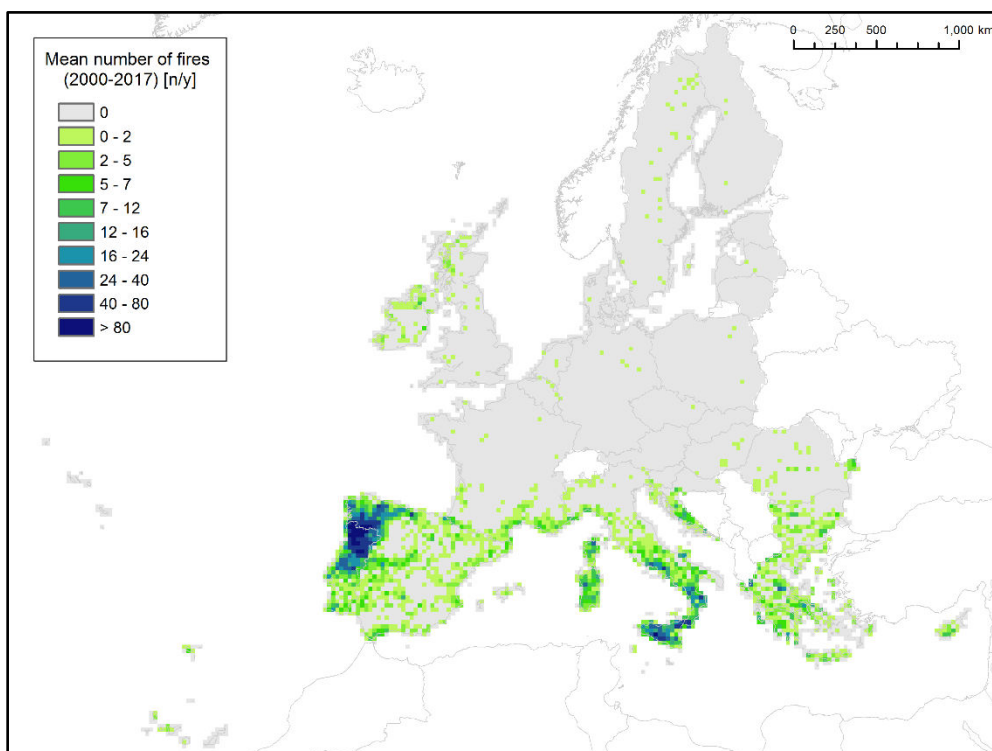 Mean number of fires
(2000-2017) [n/y]
0
0 - 2
2 - 5
5 - 7
7 - 12
12 - 16
16 - 24
24 - 40
40 - 80
> 80
0 250 500 1,000 km